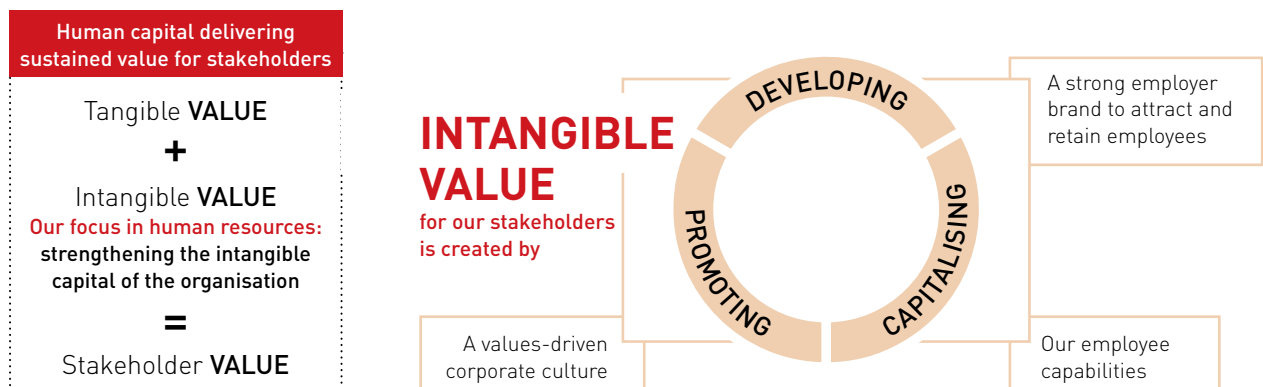 Human capital delivering
sustained value for stakeholders
Tangible VALUE
+
Intangible VALUE
Our focus in human resources:
strengthening the intangible
capital of the organisation
=
Stakeholder VALUE
INTANGIBLE
VALUE
for our stakeholders
is created by
DEVELOPING
A strong employer
brand to attract and
retain employees
CAPITALISING
Our employee
capabilities
PROMOTING
A values-driven
corporate culture